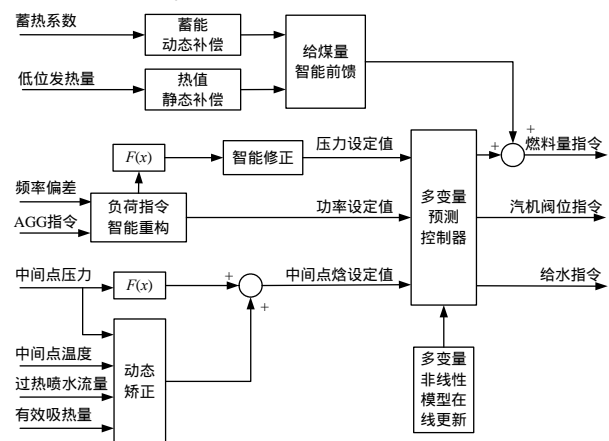 蓄热系数
蓄能
动态补偿
低位发热量
热值
静态补偿
给煤量
智能前馈
F(x)
智能修正
压力设定值
+
+
燃料量指令
频率偏差
AGG指令
负荷指令
智能重构
功率设定值
多变量
预测
控制器
汽机阀位指令
中间点压力
F(x)
+
+
中间点焓设定值
给水指令
中间点温度
过热喷水流量
有效吸热量
动态
矫正
多变量
非线性
模型在
线更新